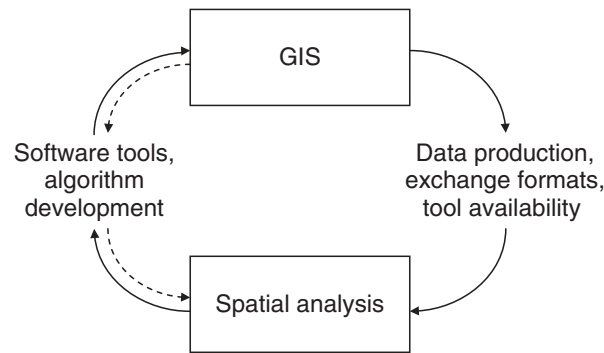 GIS
Software tools,
algorithm
development
Data production,
exchange formats,
tool availability
Spatial analysis